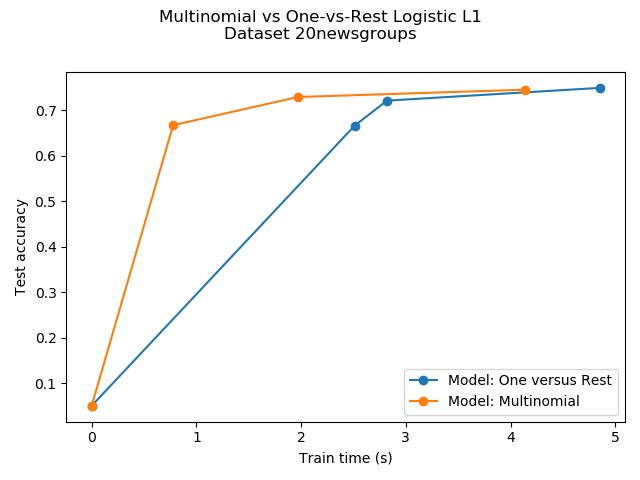 Multinomial vs One-vs-Rest Logistic L1
Dataset 20newsgroups
0.7
0.6
0.5
0.4
0.3
0.2
0.1
Test accuracy
0 1 2 3 4 5
Train time (s)
Model: One versus Rest
Model: Multinomial